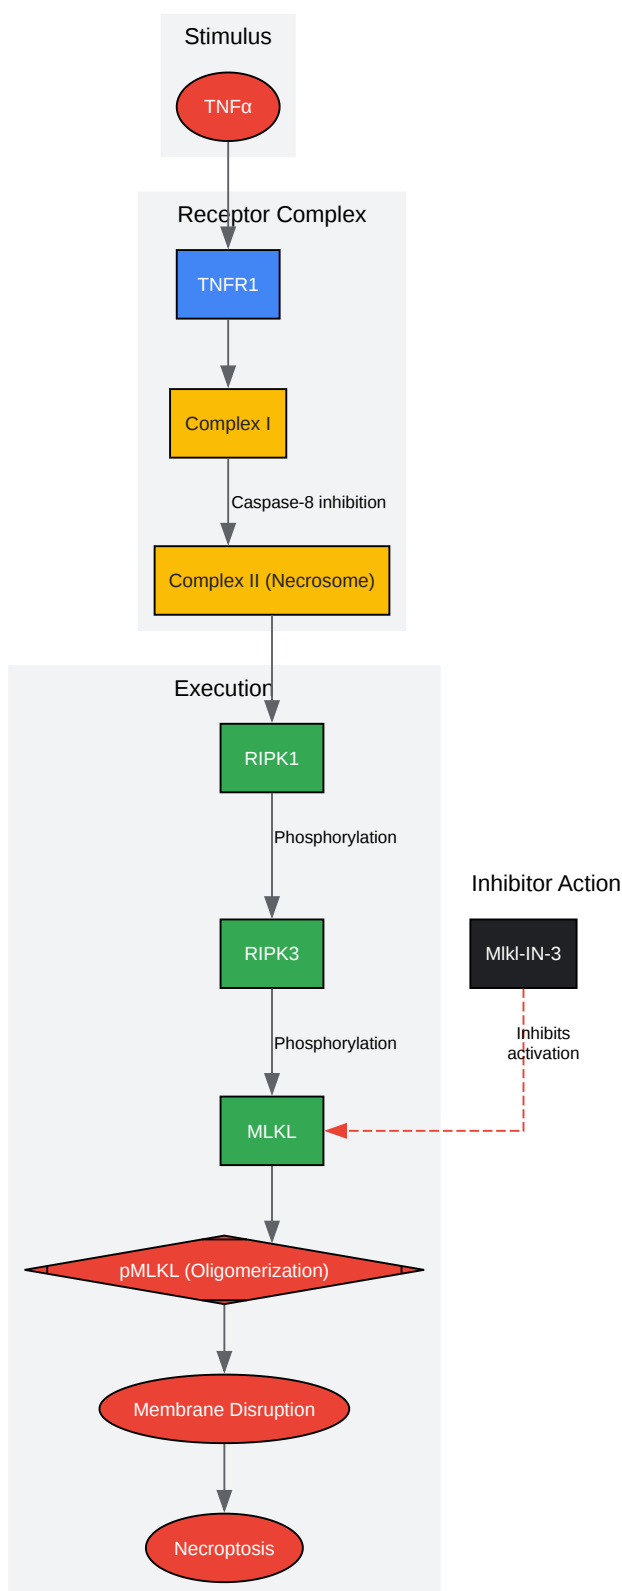 Stimulus
TNFα
Receptor Complex
TNFR1
Complex I
Caspase-8 inhibition
Complex II (Necrosome)
Execution
RIPK1
Phosphorylation
Inhibitor Action
RIPK3
Mlkl-IN-3
Inhibits
activation
Phosphorylation
MLKL
pMLKL (Oligomerization)
Membrane Disruption
Necroptosis